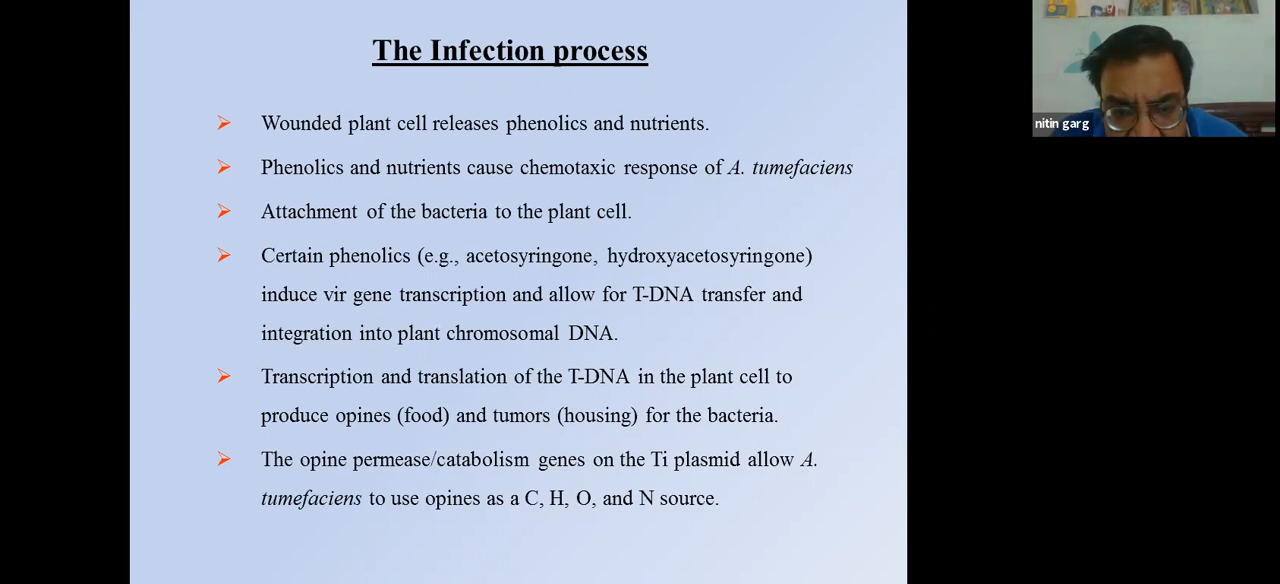 The Infection process
Wounded plant cell releases phenolics and nutrients.
Phenolics and nutrients cause chemotaxic response of A. tumefaciens
Attachment of the bacteria to the plant cell.
Certain phenolics (e.g., acetosyringone, hydroxyacetosyringone)
induce vir gene transcription and allow for T-DNA transfer and
integration into plant chromosomal DNA.
Transcription and translation of the T-DNA in the plant cell to
produce opines (food) and tumors (housing) for the bacteria.
The opine permease/catabolism genes on the Ti plasmid allow A.
tumefaciens to use opines as a C, H, O, and N source.
nitin garg